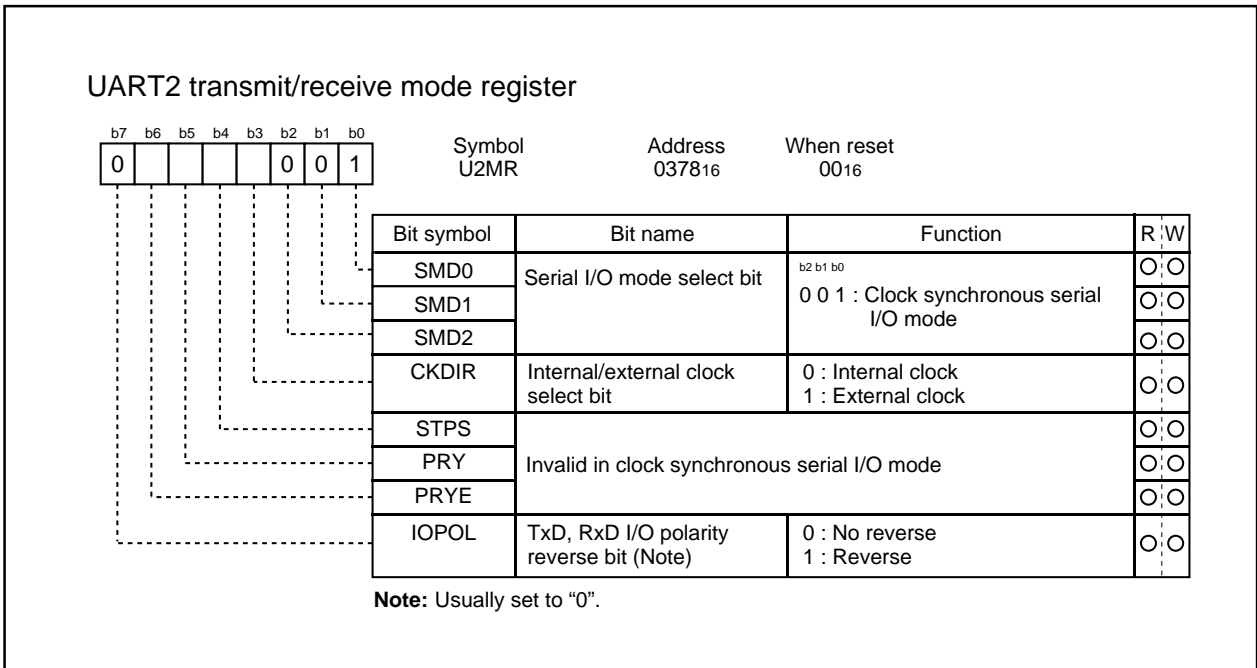 UART2 transmit/receive mode register
b7 b6 b5 b4 b3 b2 b1 b0
0 0 0 1
Symbol Address When reset
U2MR 037816 0016
Bit symbol Bit name Function R W
SMD0 Serial I/O mode select bit b2 b1 b0
SMD1 0 0 1 : Clock synchronous serial
I/O mode
SMD2
CKDIR Internal/external clock 0 : Internal clock
select bit 1 : External clock
STPS
PRY Invalid in clock synchronous serial I/O mode
PRYE
IOPOL TxD, RxD I/O polarity 0 : No reverse
reverse bit (Note) 1 : Reverse
Note: Usually set to “0”.